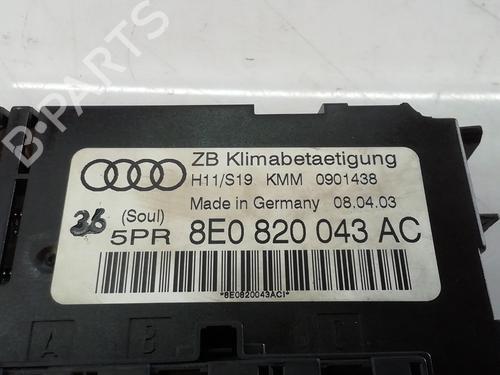 B-PARTS
ZB Klimabetaetigung
H11/S19 KMM 0901438
Made in Germany 08.04.03
36 (Soul)
5PR 8E0 820 043 AC
*8E0820043ACI*
A B C